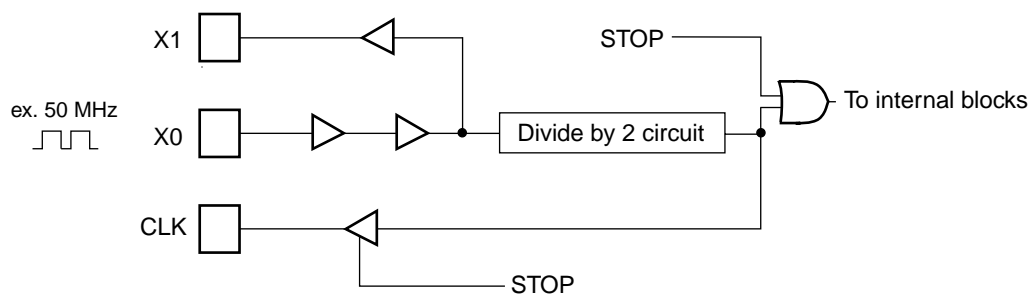 X1
STOP
To internal blocks
ex. 50 MHz
X0
Divide by 2 circuit
CLK
STOP